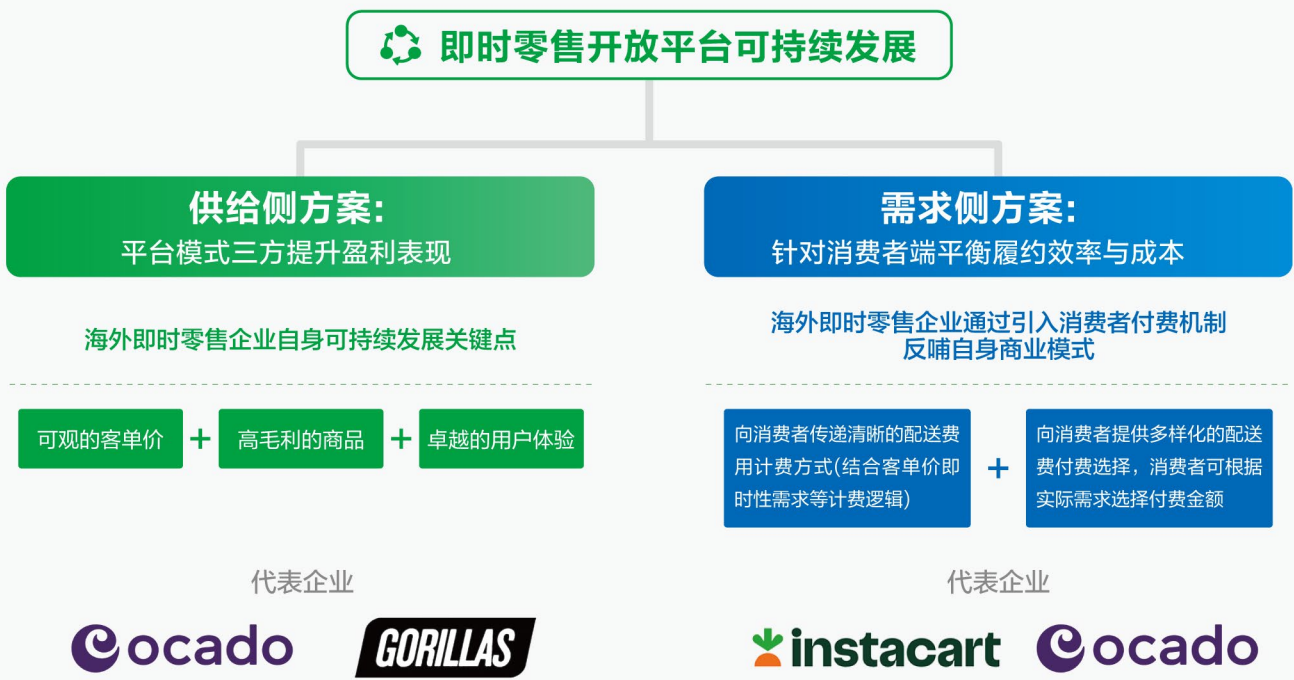 即时零售开放平台可持续发展
供给侧方案:
平台模式三方提升盈利表现
海外即时零售企业自身可持续发展关键点
可观的客单价
+
高毛利的商品
+
卓越的用户体验
代表企业
ocado
GORILLAS
需求侧方案:
针对消费者端平衡履约效率与成本
海外即时零售企业通过引入消费者付费机制
反哺自身商业模式
向消费者传递清晰的配送费
用计费方式(结合客单价即
时性需求等计费逻辑)
+
向消费者提供多样化的配送
费付费选择，消费者可根据
实际需求选择付费金额
代表企业
instacart
ocado